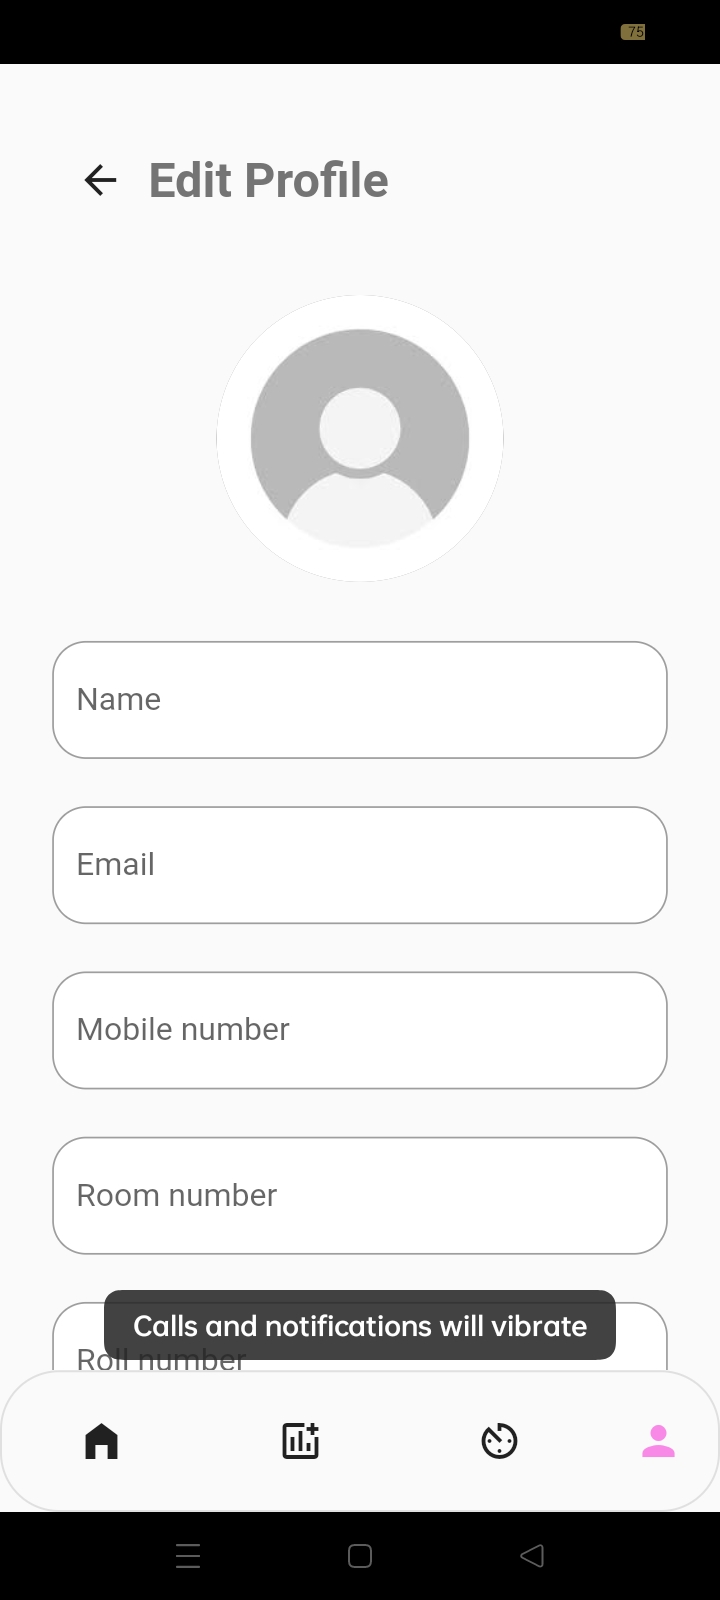 75
Edit Profile
Name
Email
Mobile number
Room number
Calls and notifications will vibrate
Roll number